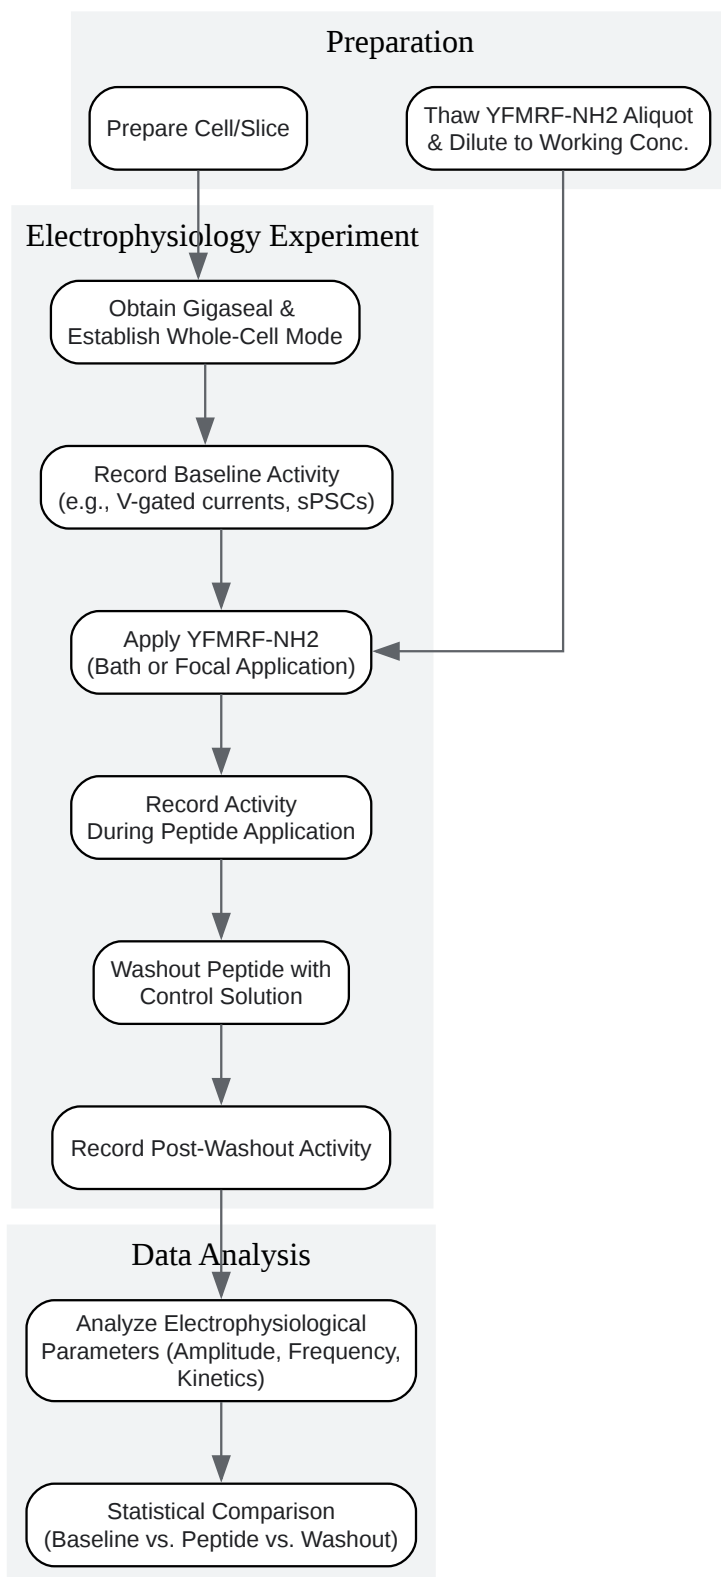 Preparation
Prepare Cell/Slice
Thaw YFMRF-NH2 Aliquot
& Dilute to Working Conc.
Electrophysiology Experiment
Obtain Gigaseal &
Establish Whole-Cell Mode
Record Baseline Activity
(e.g., V-gated currents, sPSCs)
Apply YFMRF-NH2
(Bath or Focal Application)
Record Activity
During Peptide Application
Washout Peptide with
Control Solution
Record Post-Washout Activity
Data Analysis
Analyze Electrophysiological
Parameters (Amplitude, Frequency,
Kinetics)
Statistical Comparison
(Baseline vs. Peptide vs. Washout)